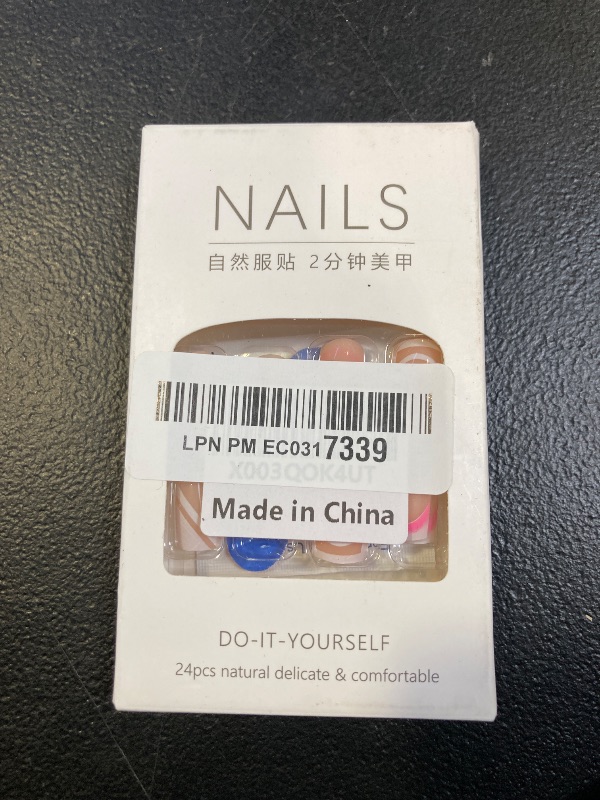 NAILS
自然服贴 2分钟美甲
LPN PM EC0317339
X003QOK4UT
Made in China
DO-IT-YOURSELF
24pcs natural delicate & comfortable